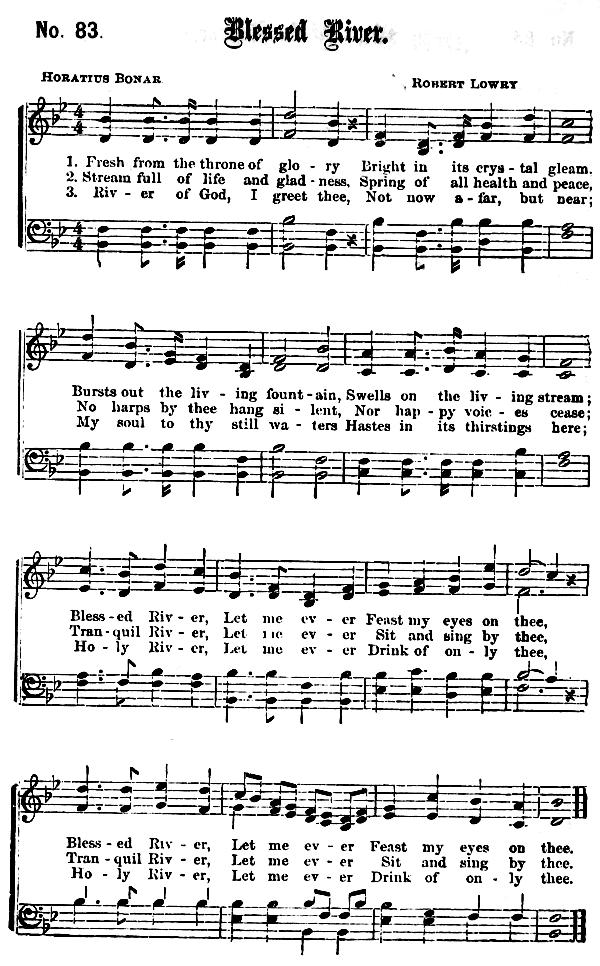 No. 83.
Blessed River.
HORATIUS BONAR
ROBERT LOWRY
1. Fresh from the throne of glo - ry Bright in its crys - tal gleam.
2. Stream full of life and glad - ness, Spring of all health and peace,
3. Riv - er of God, I greet thee, Not now a - far, but near;
Bursts out the liv - ing fount - ain, Swells on the liv - ing stream;
No harps by thee hang si - lent, Nor hap - py voic - es cease;
My soul to thy still wa - ters Hastes in its thirstings here;
Bless - ed Riv - er, Let me ev - er Feast my eyes on thee,
Tran - quil Riv - er, Let me ev - er Sit and sing by thee,
Ho - ly Riv - er, Let me ev - er Drink of on - ly thee,
Bless - ed Riv - er, Let me ev - er Feast my eyes on thee.
Tran - quil Riv - er, Let me ev - er Sit and sing by thee.
Ho - ly Riv - er, Let me ev - er Drink of on - ly thee.